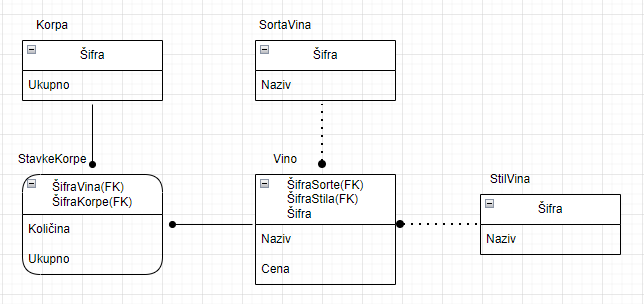 Korpa
Šifra
Ukupno
SortaVina
Šifra
Naziv
StavkeKorpe
ŠifraVina(FK)
ŠifraKorpe(FK)
Količina
Ukupno
Vino
ŠifraSorte(FK)
ŠifraStila(FK)
Šifra
Naziv
Cena
StilVina
Šifra
Naziv